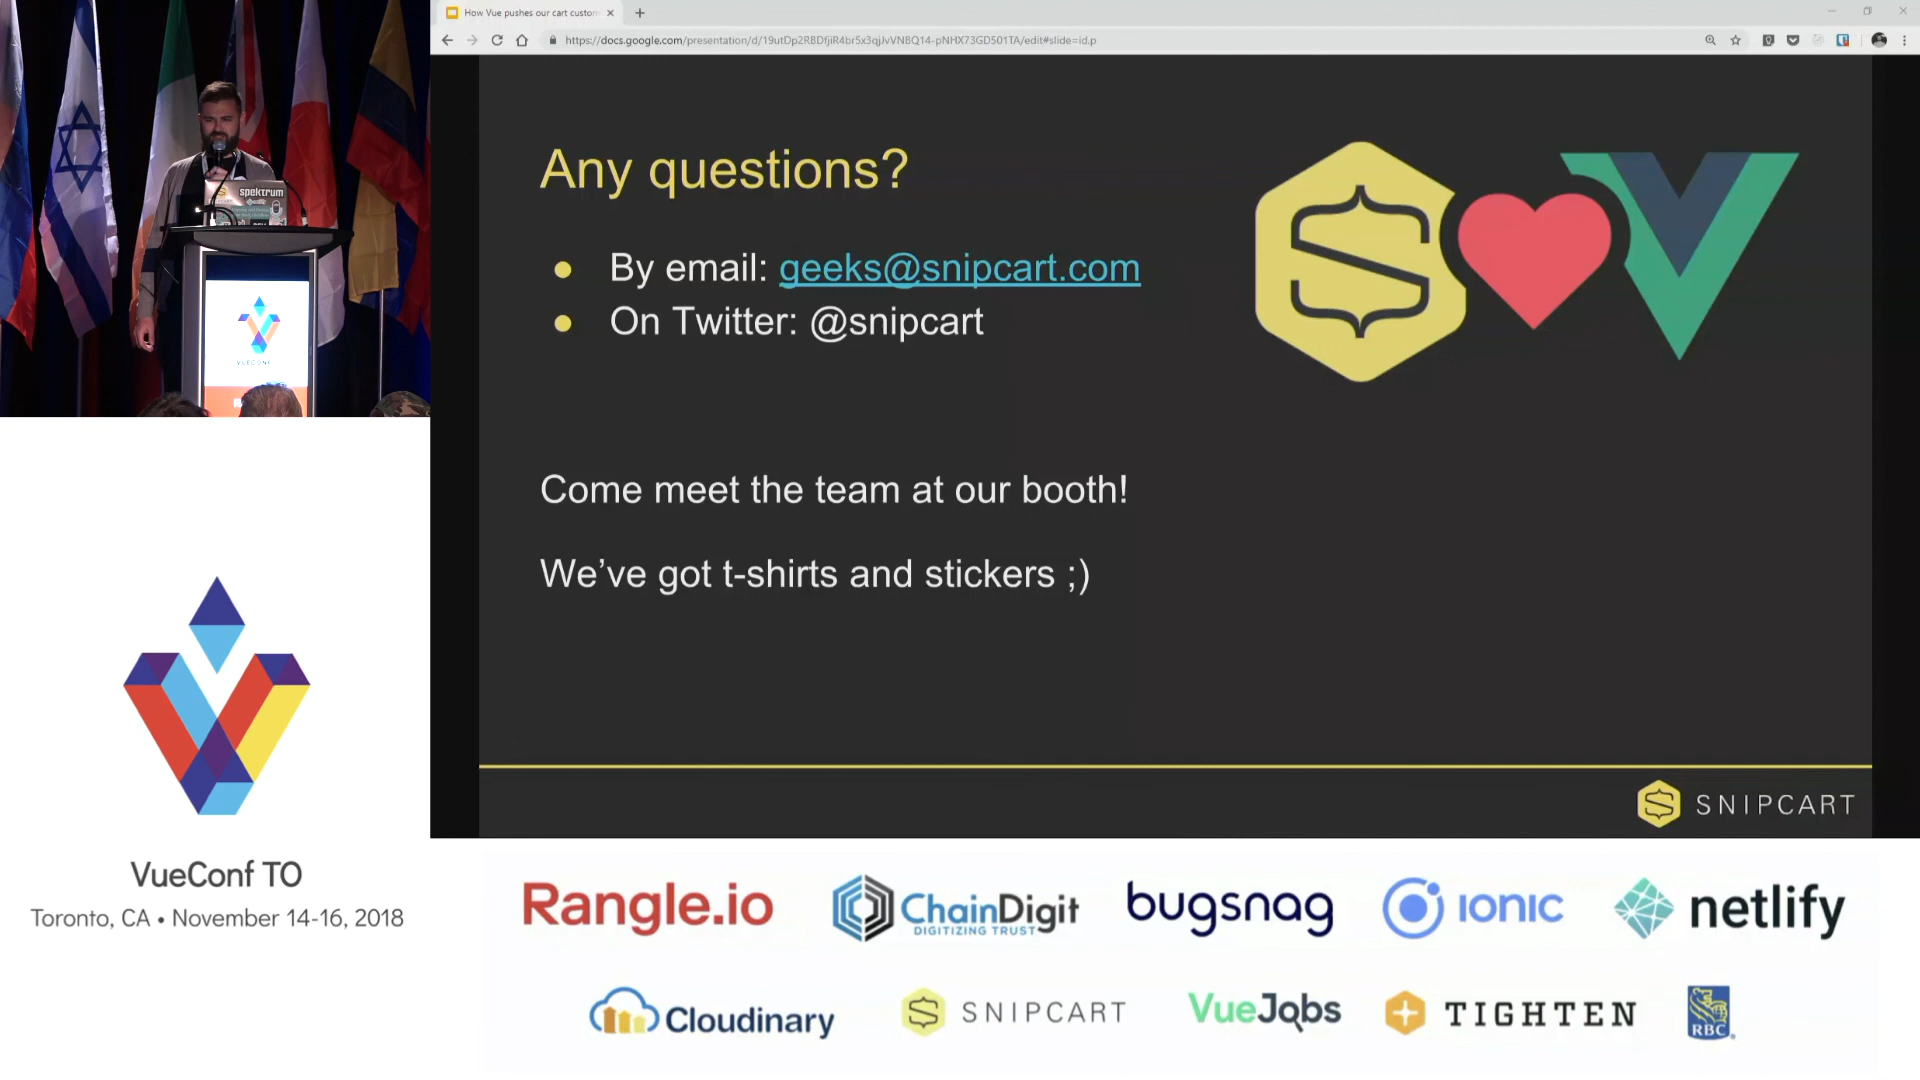 How Vue pushes our cart custom
https://docs.google.com/presentation/d/19utDp2RBDfjiR4br5x3qjJvVNBQ14-pNHX73GD501TA/edit#slide=id.p
spektrum
VUECONF
Any questions?
By email: geeks@snipcart.com
On Twitter: @snipcart
Come meet the team at our booth!
We’ve got t-shirts and stickers ;)
SNIPCART
VueConf TO
Toronto, CA • November 14-16, 2018
Rangle.io
ChainDigit
DIGITIZING TRUST
bugsnag
IONIC
netlify
Cloudinary
SNIPCART
VueJobs
TIGHTEN
RBC